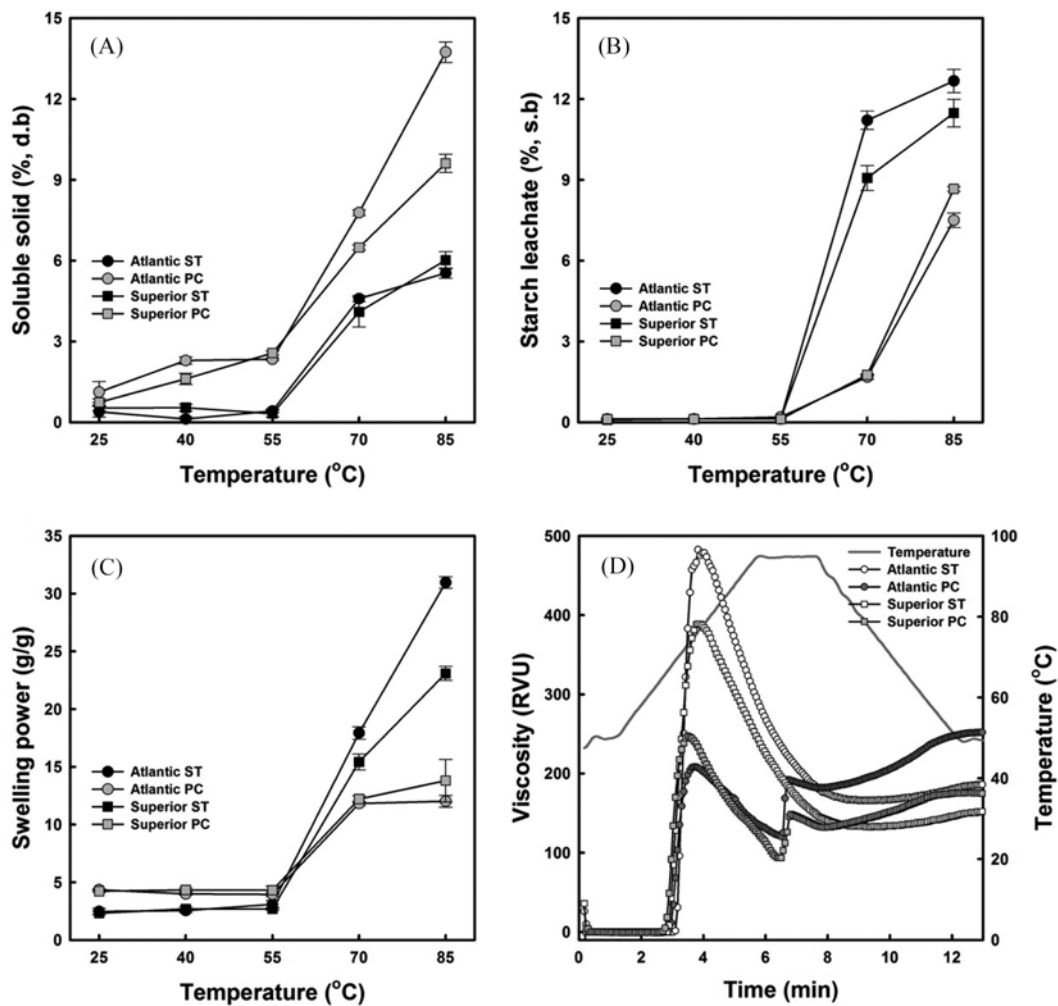 (A)
Soluble solid (%, d.b)
15
12
9
6
3
0
Atlantic ST
Atlantic PC
Superior ST
Superior PC
25 40 55 70 85
Temperature (°C)
(B)
Starch leachate (%, s.b)
15
12
9
6
3
0
Atlantic ST
Atlantic PC
Superior ST
Superior PC
25 40 55 70 85
Temperature (°C)
(C)
Swelling power (g/g)
35
30
25
20
15
10
5
0
Atlantic ST
Atlantic PC
Superior ST
Superior PC
25 40 55 70 85
Temperature (°C)
(D)
Viscosity (RVU)
500
400
300
200
100
0
Temperature
Atlantic ST
Atlantic PC
Superior ST
Superior PC
100
80
60
40
20
0
Temperature (°C)
0 2 4 6 8 10 12
Time (min)